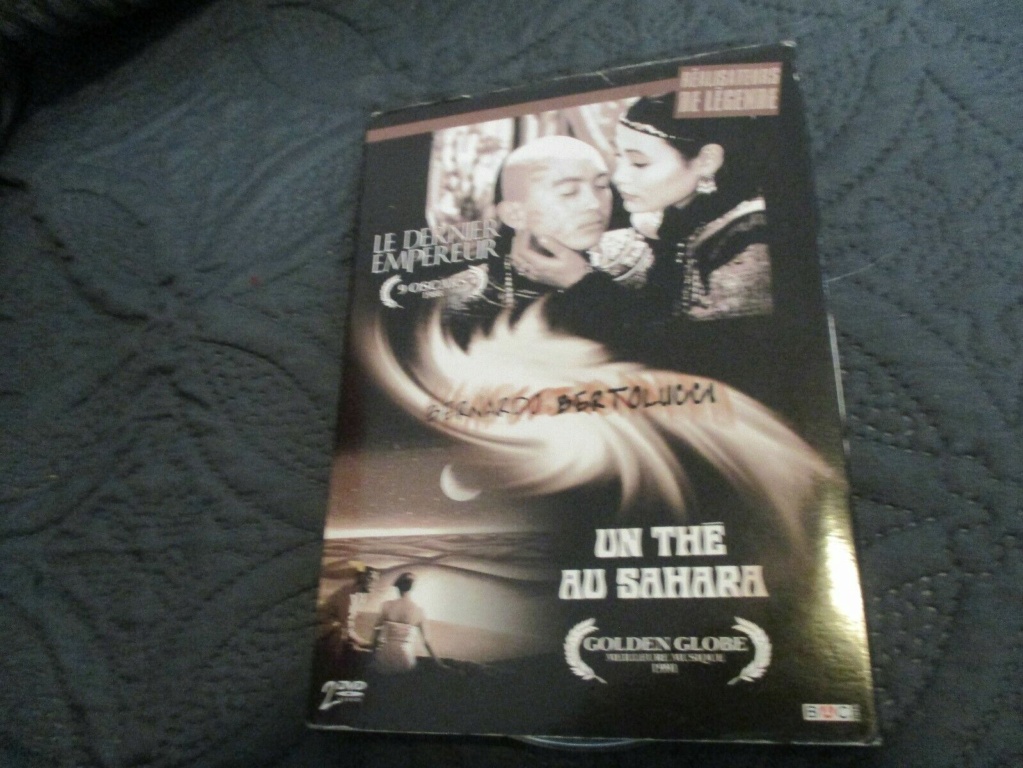 RÉALISATEURS
DE LÉGENDE
LE DERNIER
EMPEREUR
9 OSCARS
BERNARDO BERTOLUCCI
UN THÉ
AU SAHARA
GOLDEN GLOBE
MEILLEURE MUSIQUE
1991
2 DVD